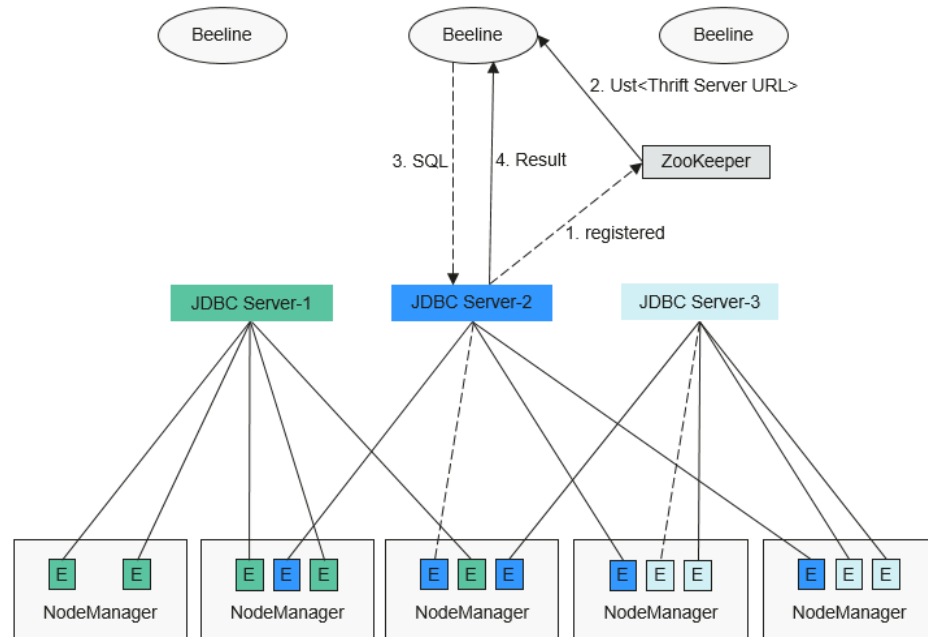 Beeline
Beeline
Beeline
2. Ust<Thrift Server URL>
3. SQL
4. Result
ZooKeeper
1. registered
JDBC Server-1
JDBC Server-2
JDBC Server-3
E
E
E
E
E
E
E
E
E
E
E
E
E
E
NodeManager
NodeManager
NodeManager
NodeManager
NodeManager